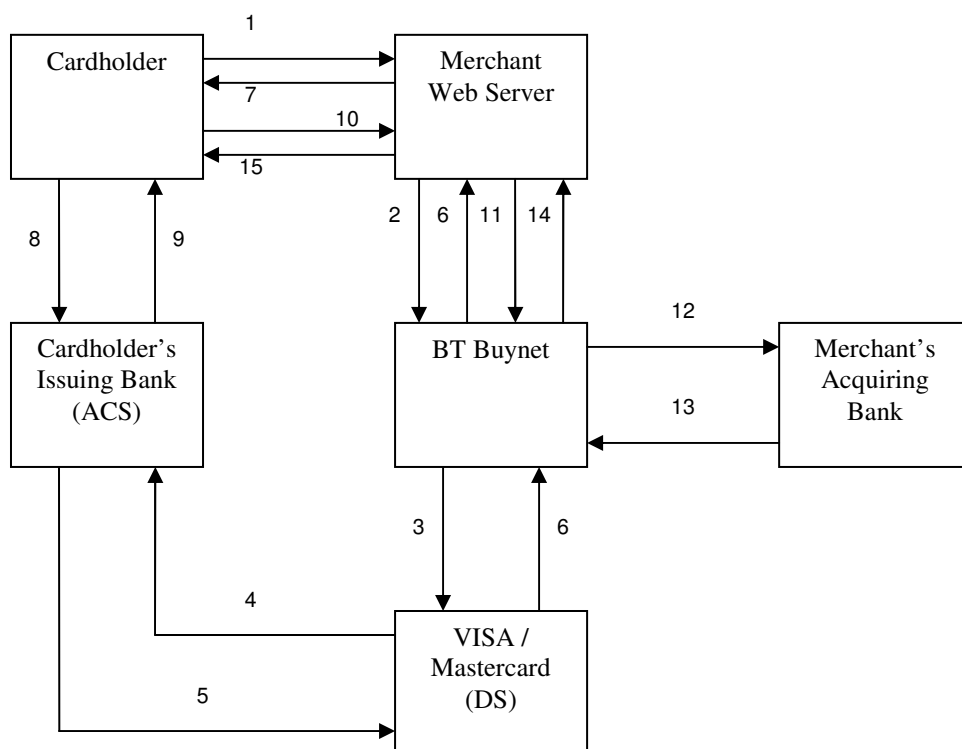 1
Cardholder
Merchant
Web Server
7
10
15
2
6
11
14
8
9
12
Cardholder’s
Issuing Bank
(ACS)
BT Buynet
Merchant’s
Acquiring
Bank
13
3
6
4
VISA /
Mastercard
(DS)
5